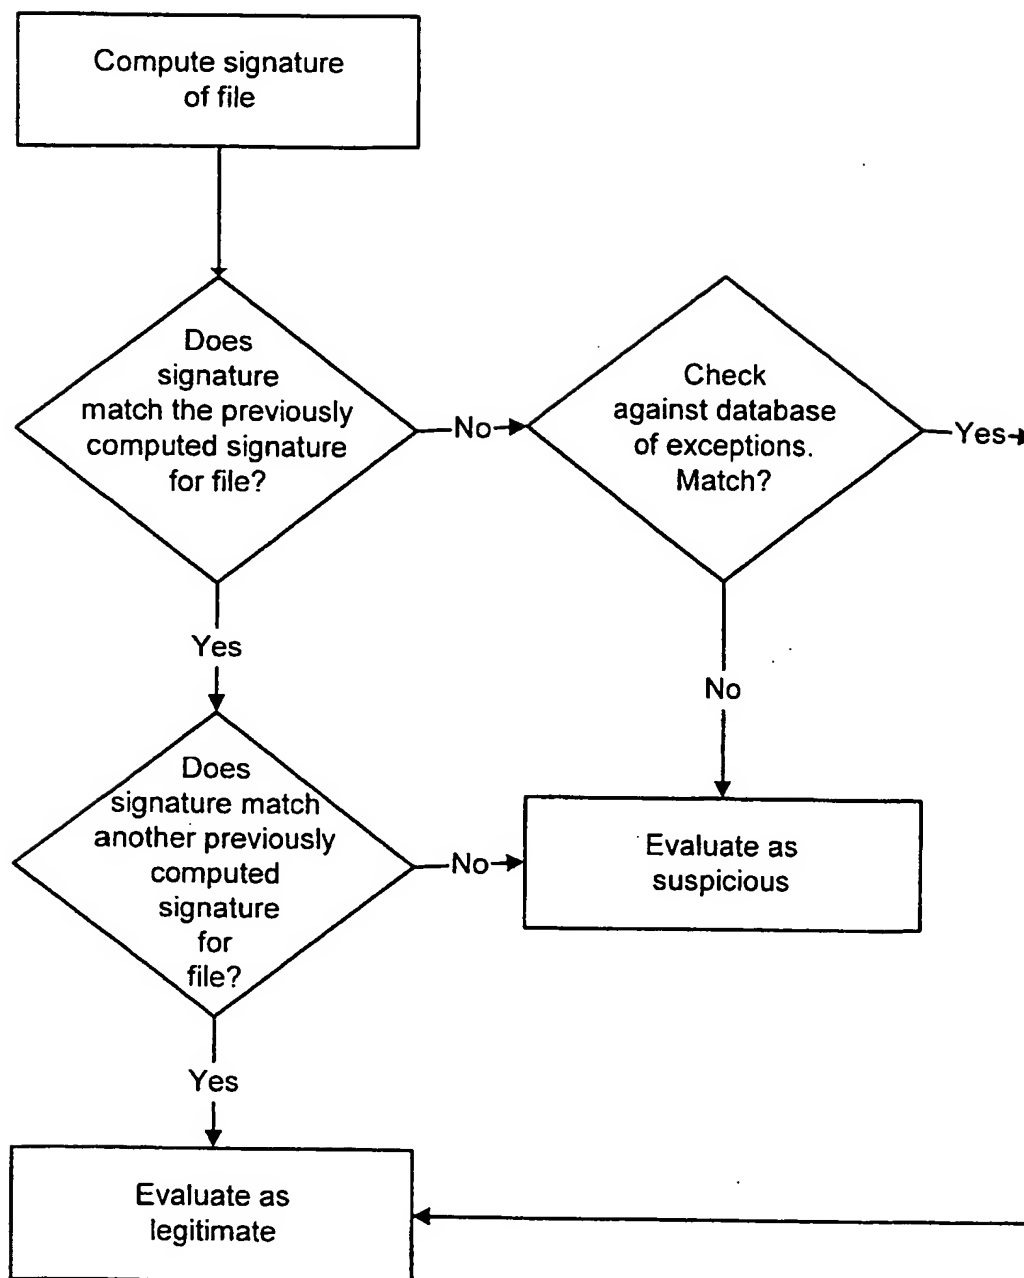 Compute signature
of file
Does
signature
match the previously
computed signature
for file?
No
Check
against database
of exceptions.
Match?
Yes
Yes
No
Does
signature match
another previously
computed
signature
for
file?
No
Evaluate as
suspicious
Yes
Evaluate as
legitimate